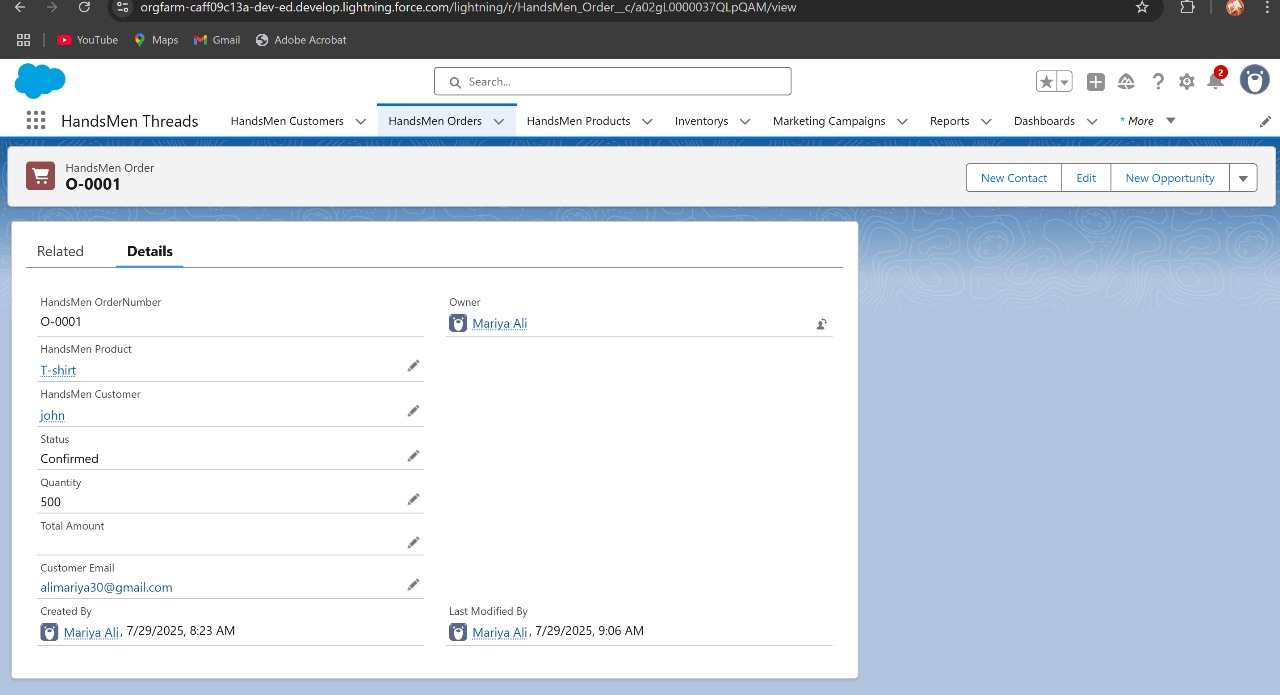 orgfarm-caff09c13a-dev-ed.develop.lightning.force.com/lightning/r/HandsMen_Order__c/a02gL0000037QLpQAM/view
YouTube Maps Gmail Adobe Acrobat
Search...
2
HandsMen Threads HandsMen Customers HandsMen Orders HandsMen Products Inventorys Marketing Campaigns Reports Dashboards * More
HandsMen Order
O-0001
New Contact Edit New Opportunity
Related Details
HandsMen OrderNumber
O-0001
Owner
Mariya Ali
HandsMen Product
T-shirt
HandsMen Customer
john
Status
Confirmed
Quantity
500
Total Amount
Customer Email
alimariya30@gmail.com
Created By
Mariya Ali, 7/29/2025, 8:23 AM
Last Modified By
Mariya Ali, 7/29/2025, 9:06 AM